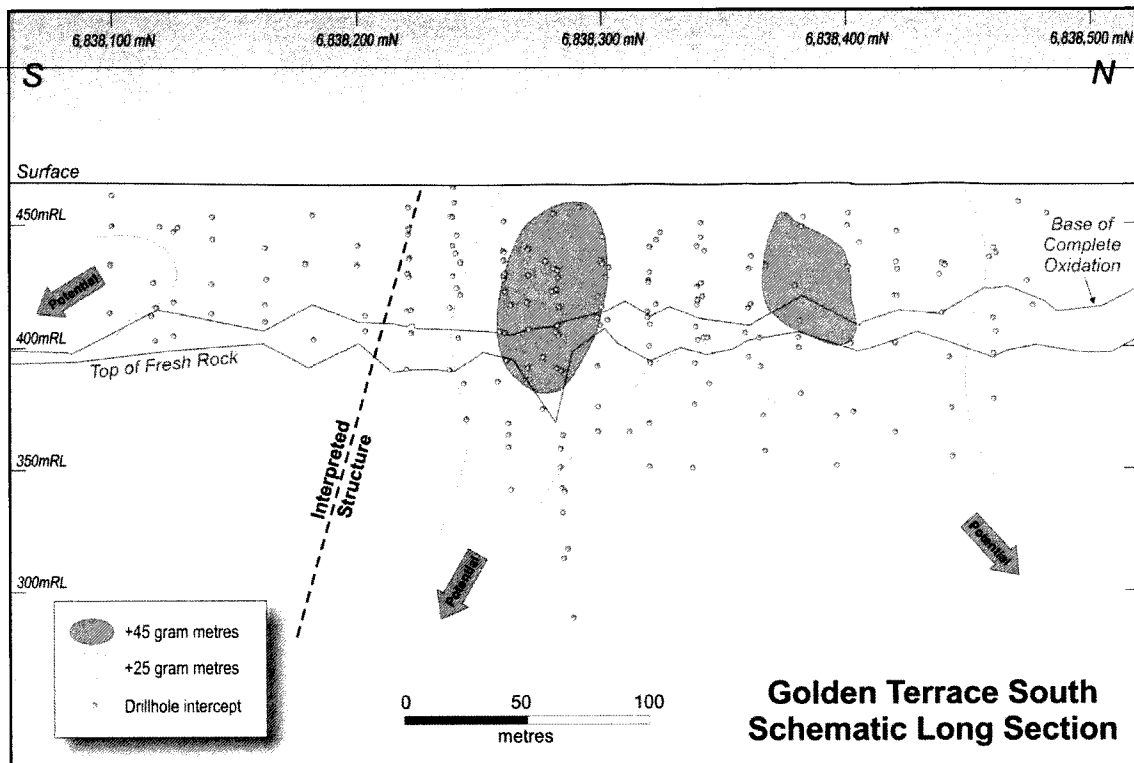 6,838,100 mN
6,838,200 mN
6,838,300 mN
6,838,400 mN
6,838,500 mN
S
N
Surface
450mRL
Base of
Complete
Oxidation
Potential
400mRL
Top of Fresh Rock
Interpreted
Structure
350mRL
Potential
Potential
300mRL
+45 gram metres
+25 gram metres
Drillhole intercept
0
50
100
metres
Golden Terrace South
Schematic Long Section